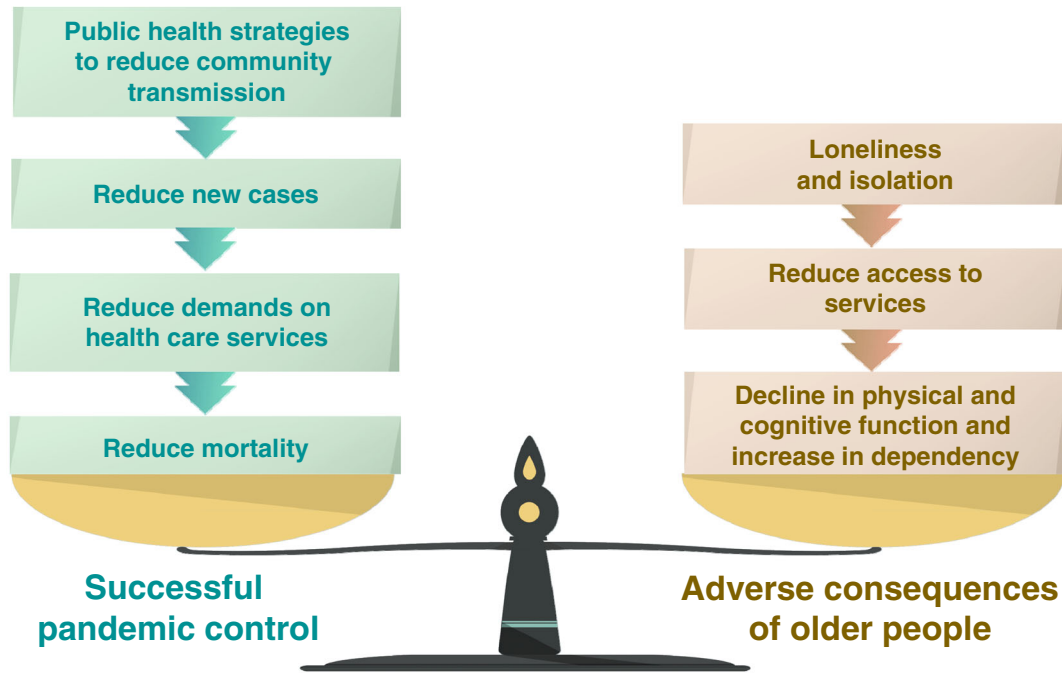 Public health strategies
to reduce community
transmission
Reduce new cases
Reduce demands on
health care services
Reduce mortality
Successful
pandemic control
Loneliness
and isolation
Reduce access to
services
Decline in physical and
cognitive function and
increase in dependency
Adverse consequences
of older people